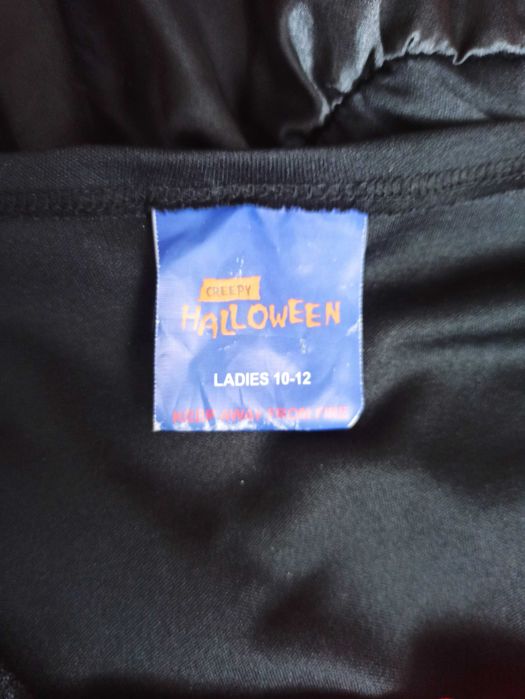 CREEPY
HALLOWEEN
LADIES 10-12
KEEP AWAY FROM FIRE